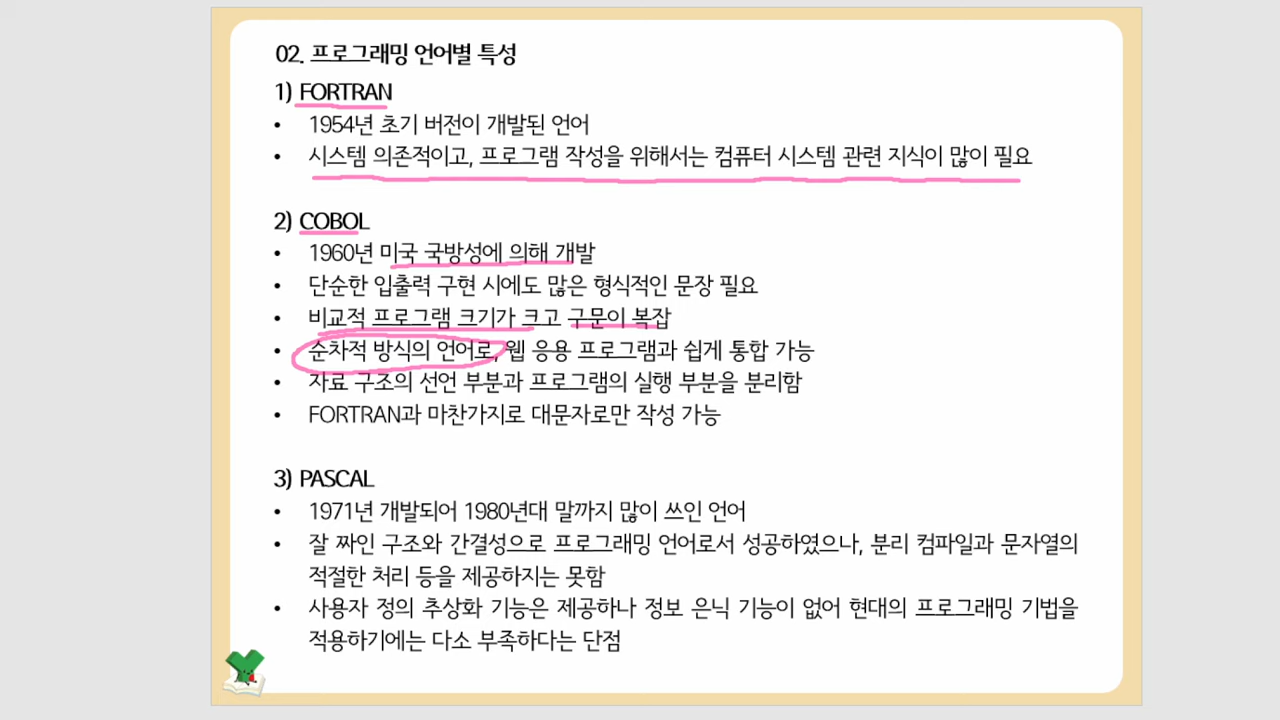 02. 프로그래밍 언어별 특성
1) FORTRAN
• 1954년 초기 버전이 개발된 언어
• 시스템 의존적이고, 프로그램 작성을 위해서는 컴퓨터 시스템 관련 지식이 많이 필요
2) COBOL
• 1960년 미국 국방성에 의해 개발
• 단순한 입출력 구현 시에도 많은 형식적인 문장 필요
• 비교적 프로그램 크기가 크고 구문이 복잡
• 순차적 방식의 언어로, 웹 응용 프로그램과 쉽게 통합 가능
• 자료 구조의 선언 부분과 프로그램의 실행 부분을 분리함
• FORTRAN과 마찬가지로 대문자로만 작성 가능
3) PASCAL
• 1971년 개발되어 1980년대 말까지 많이 쓰인 언어
• 잘 짜인 구조와 간결성으로 프로그래밍 언어로서 성공하였으나, 분리 컴파일과 문자열의
적절한 처리 등을 제공하지는 못함
• 사용자 정의 추상화 기능은 제공하나 정보 은닉 기능이 없어 현대의 프로그래밍 기법을
적용하기에는 다소 부족하다는 단점